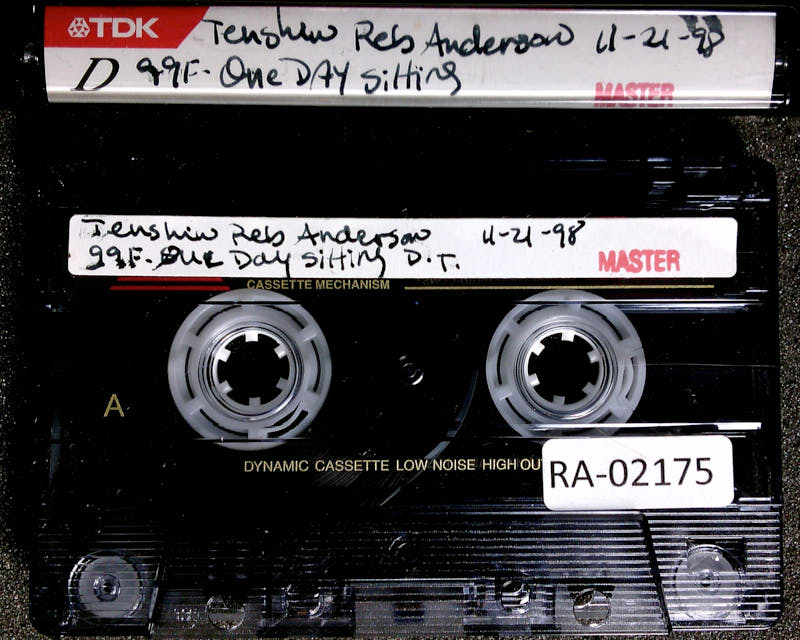 TDK Tenshin Reb Anderson 11-21-98
D 99F-One DAY Sitting
MASTER
Tenshin Reb Anderson 11-21-98
99F-One Day Sitting D.T.
MASTER
CASSETTE MECHANISM
A
DYNAMIC CASSETTE LOW NOISE HIGH OUT
RA-02175